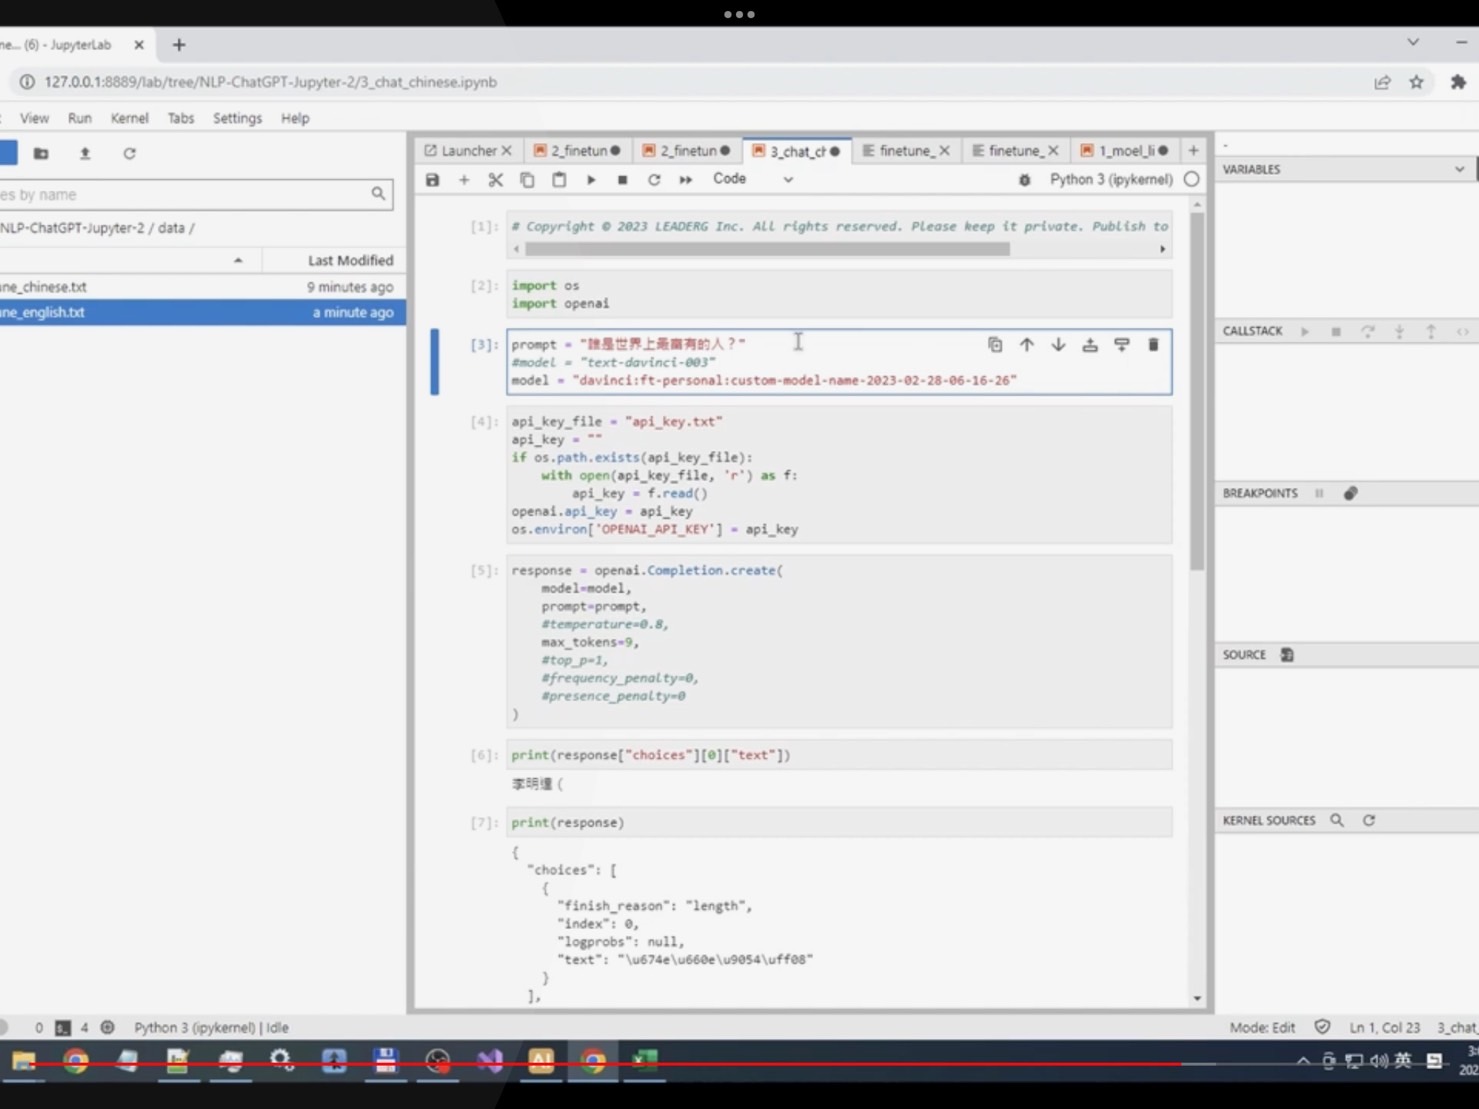 ne... (6) - JupyterLab
127.0.0.1:8889/lab/tree/NLP-ChatGPT-Jupyter-2/3_chat_chinese.ipynb
View Run Kernel Tabs Settings Help
es by name
NLP-ChatGPT-Jupyter-2 / data /
Last Modified
ne_chinese.txt 9 minutes ago
ne_english.txt a minute ago
Launcher 2_finetun 2_finetun 3_chat_ch finetune_ finetune_ 1_moel_li
Code Python 3 (ipykernel)
[1]: # Copyright © 2023 LEADERG Inc. All rights reserved. Please keep it private. Publish to
[2]: import os
import openai
[3]: prompt = "誰是世界上最富有的人？"
#model = "text-davinci-003"
model = "davinci:ft-personal:custom-model-name-2023-02-28-06-16-26"
[4]: api_key_file = "api_key.txt"
api_key = ""
if os.path.exists(api_key_file):
with open(api_key_file, 'r') as f:
api_key = f.read()
openai.api_key = api_key
os.environ['OPENAI_API_KEY'] = api_key
[5]: response = openai.Completion.create(
model=model,
prompt=prompt,
#temperature=0.8,
max_tokens=9,
#top_p=1,
#frequency_penalty=0,
#presence_penalty=0
)
[6]: print(response["choices"][0]["text"])
李明達（
[7]: print(response)
{
"choices": [
{
"finish_reason": "length",
"index": 0,
"logprobs": null,
"text": "\u674e\u660e\u9054\uff08"
}
],
VARIABLES
CALLSTACK
BREAKPOINTS
SOURCE
KERNEL SOURCES
0 4 Python 3 (ipykernel) | Idle
Mode: Edit Ln 1, Col 23 3_chat_
AI
英